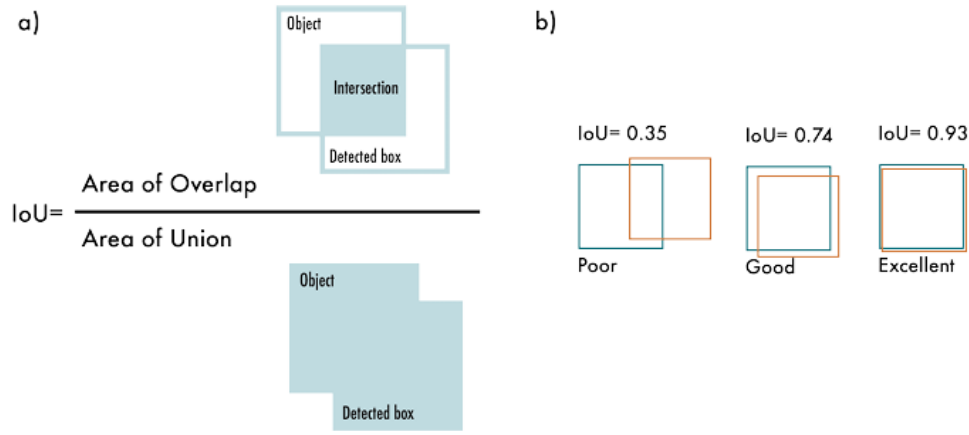 a)
Object
Intersection
Detected box
IoU=
Area of Overlap
Area of Union
Object
Detected box
b)
IoU= 0.35
IoU= 0.74
IoU= 0.93
Poor
Good
Excellent